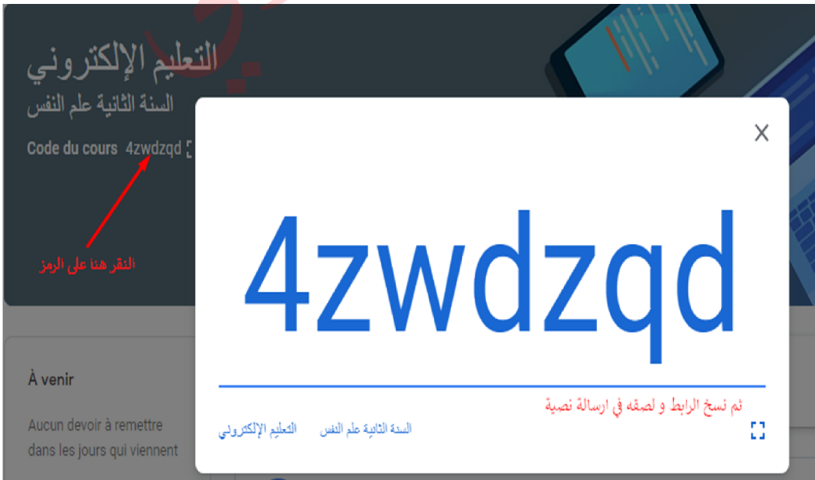 التعليم الإلكتروني
السنة الثانية علم النفس
Code du cours 4zwdzqd
النقر هنا على الرمز
4zwdzqd
ثم نسخ الرابط و لصقه في ارسالة نصية
السنة الثانية علم النفس التعليم الإلكتروني
À venir
Aucun devoir à remettre
dans les jours qui viennent